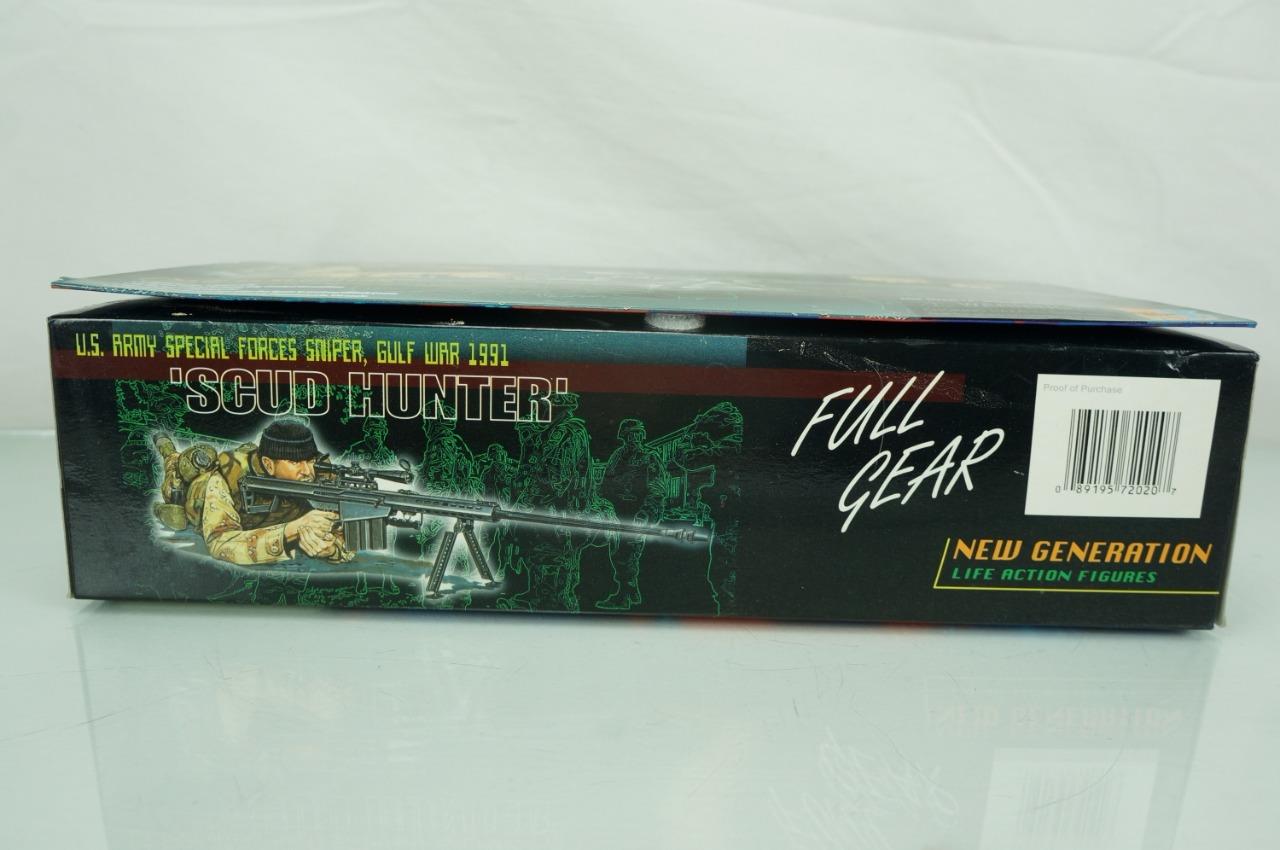 U.S. ARMY SPECIAL FORCES SNIPER, GULF WAR 1991
'SCUD HUNTER'
FULL
GEAR
Proof of Purchase
0 89195 72020 7
NEW GENERATION
LIFE ACTION FIGURES